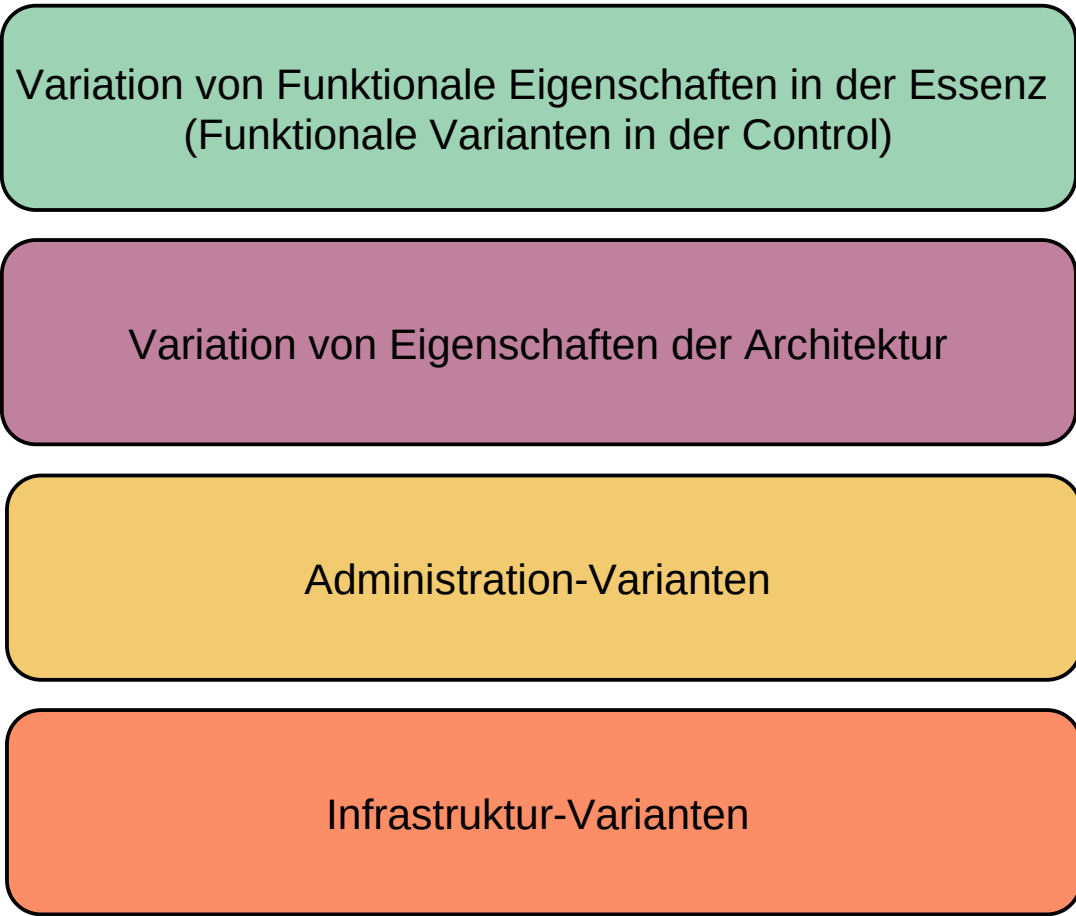 Variation von Funktionale Eigenschaften in der Essenz
(Funktionale Varianten in der Control)
Variation von Eigenschaften der Architektur
Administration-Varianten
Infrastruktur-Varianten